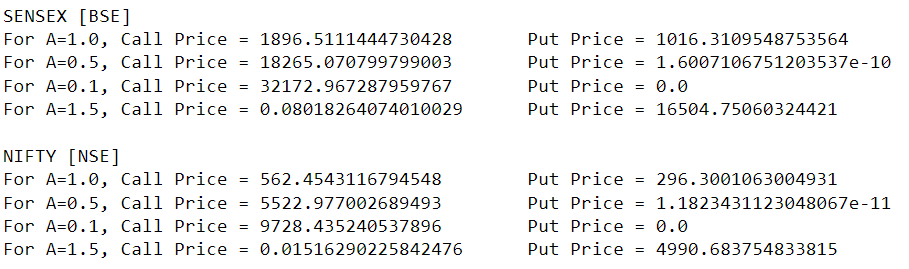 SENSEX [BSE]
For A=1.0, Call Price = 1896.5111444730428 Put Price = 1016.3109548753564
For A=0.5, Call Price = 18265.070799799003 Put Price = 1.6007106751203537e-10
For A=0.1, Call Price = 32172.967287959767 Put Price = 0.0
For A=1.5, Call Price = 0.08018264074010029 Put Price = 16504.75060324421

NIFTY [NSE]
For A=1.0, Call Price = 562.4543116794548 Put Price = 296.3001063004931
For A=0.5, Call Price = 5522.977002689493 Put Price = 1.1823431123048067e-11
For A=0.1, Call Price = 9728.435240537896 Put Price = 0.0
For A=1.5, Call Price = 0.01516290225842476 Put Price = 4990.683754833815